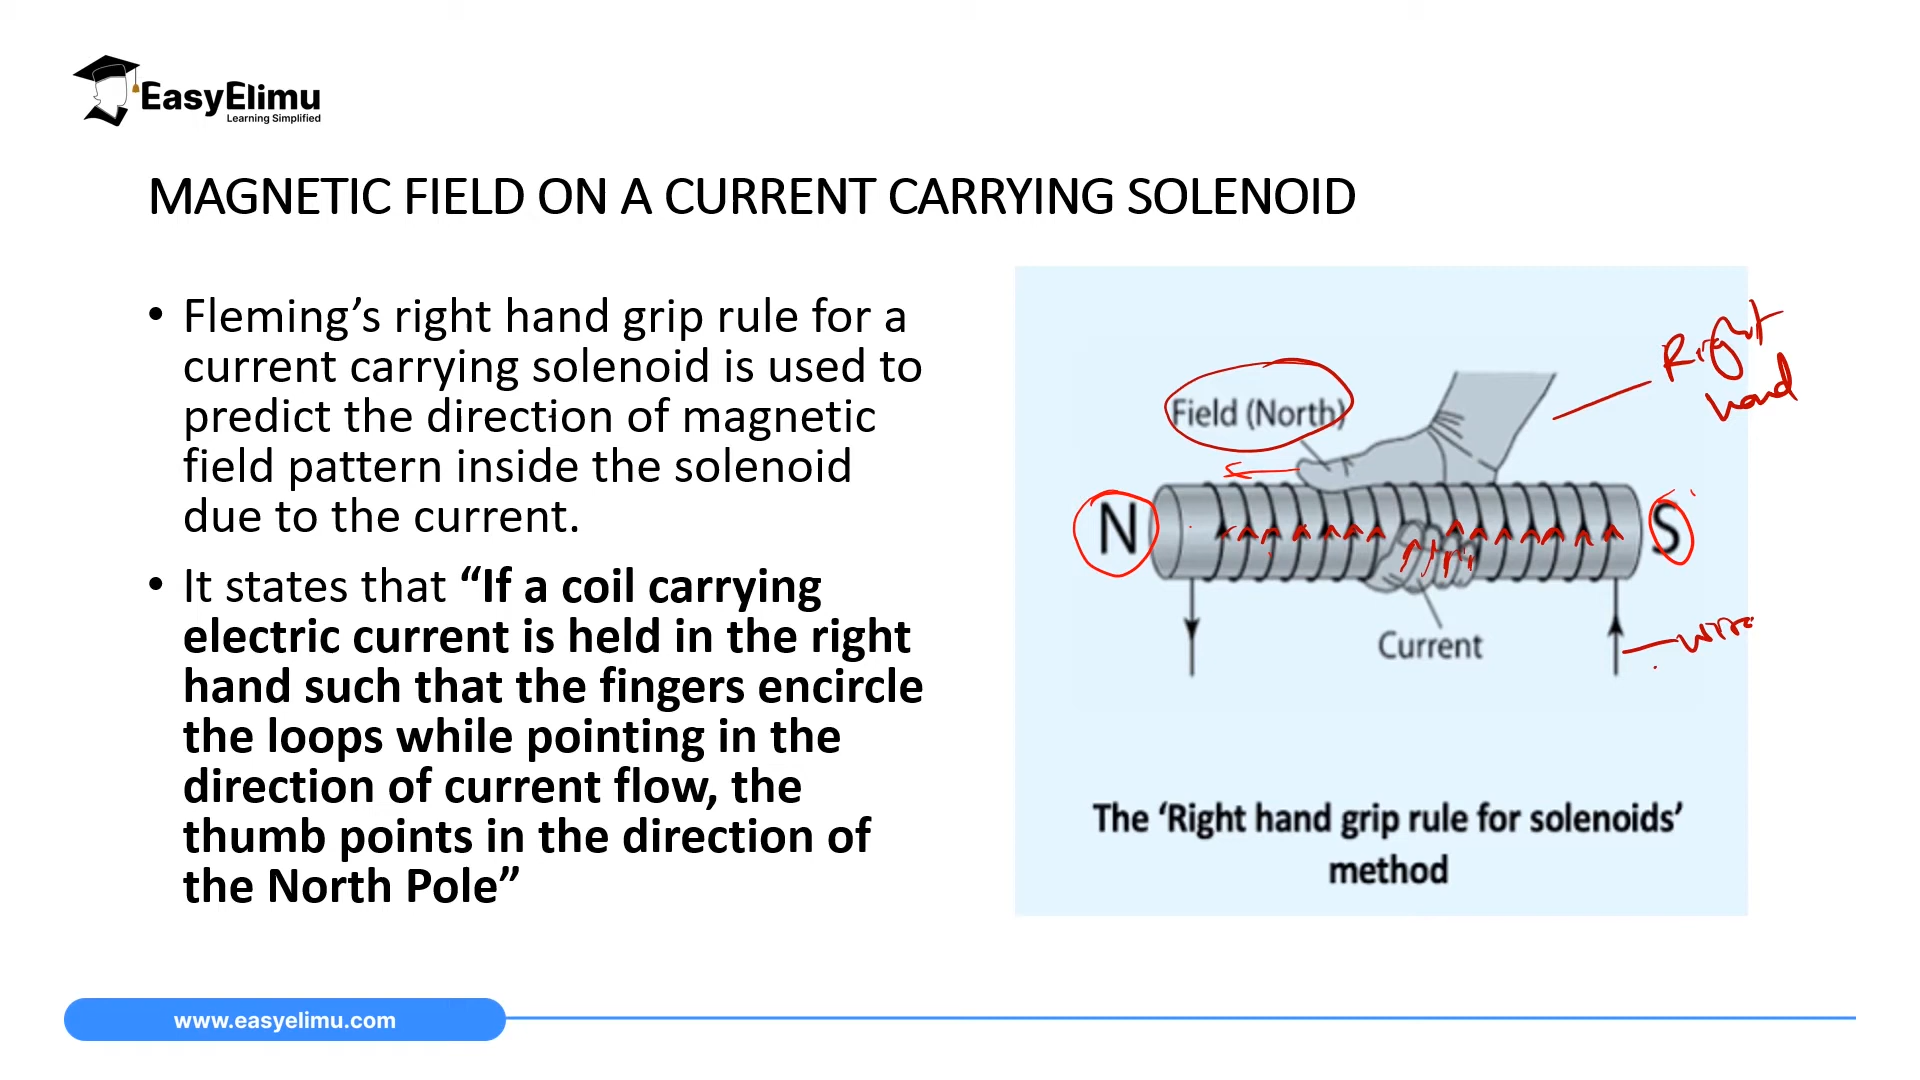 EasyElimu
Learning Simplified
MAGNETIC FIELD ON A CURRENT CARRYING SOLENOID
• Fleming’s right hand grip rule for a
current carrying solenoid is used to
predict the direction of magnetic
field pattern inside the solenoid
due to the current.
• It states that “If a coil carrying
electric current is held in the right
hand such that the fingers encircle
the loops while pointing in the
direction of current flow, the
thumb points in the direction of
the North Pole”
Right
hand
Field (North)
N
S
Current
wire
The ‘Right hand grip rule for solenoids’
method
www.easyelimu.com